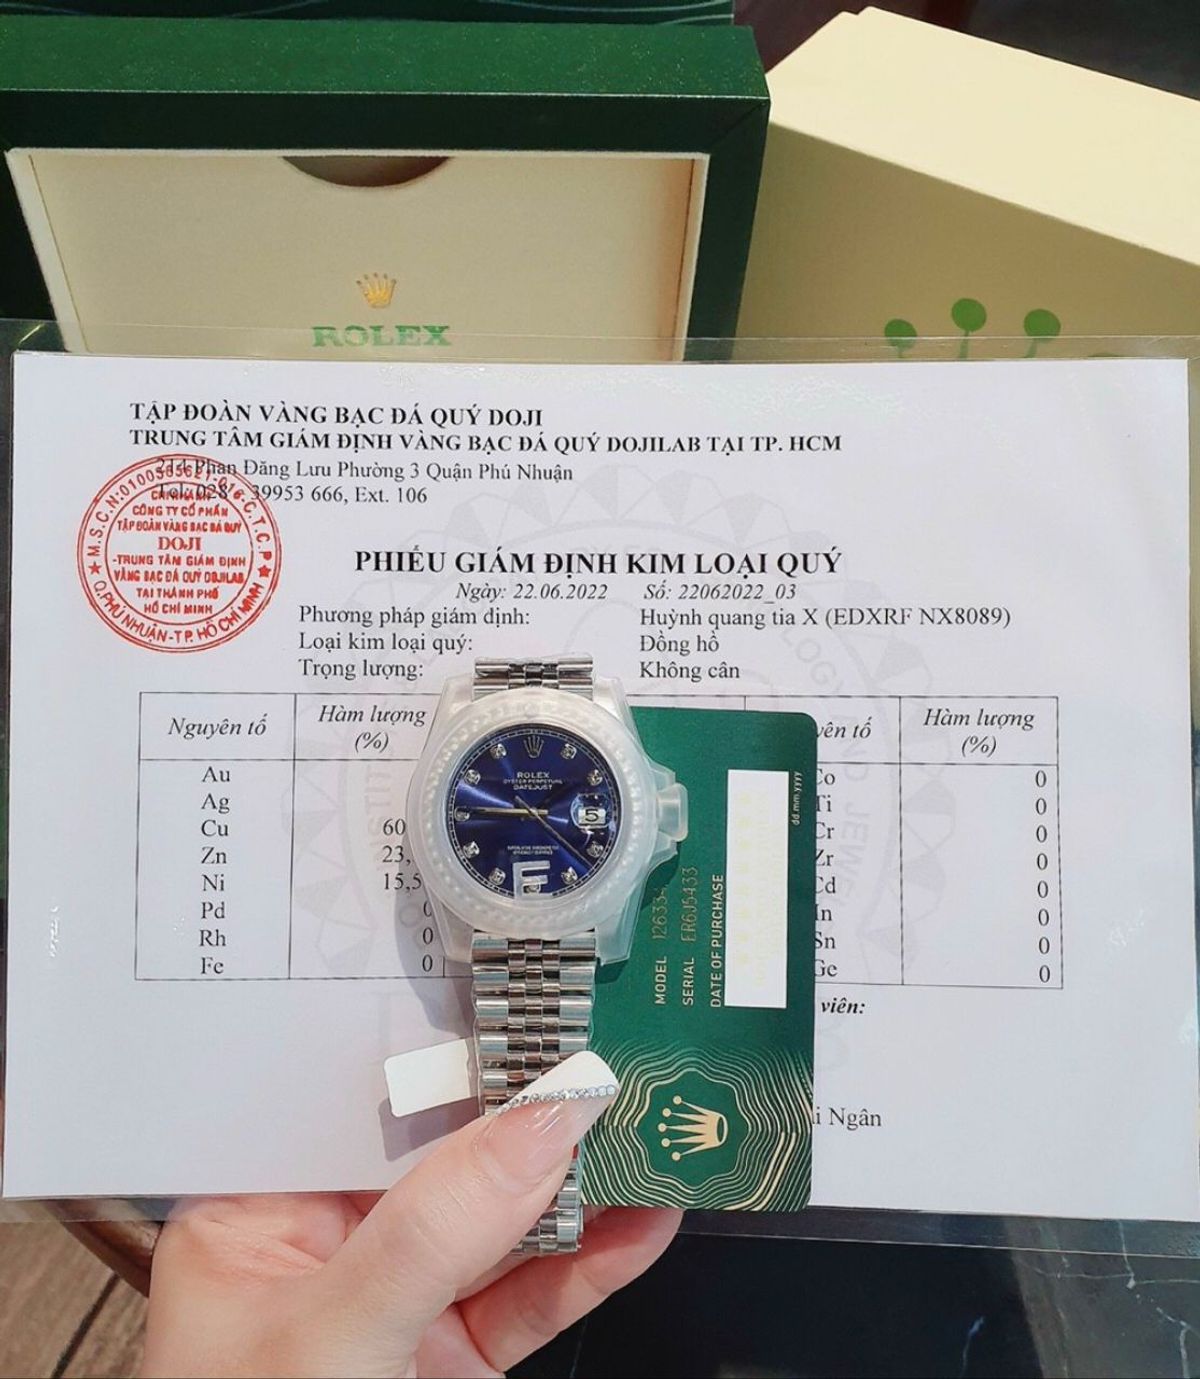 ROLEX
TẬP ĐOÀN VÀNG BẠC ĐÁ QUÝ DOJI
TRUNG TÂM GIÁM ĐỊNH VÀNG BẠC ĐÁ QUÝ DOJILAB TẠI TP. HCM
214 Phan Đăng Lưu Phường 3 Quận Phú Nhuận
39953 666, Ext. 106
CÔNG TY CỔ PHẦN
TẬP ĐOÀN VÀNG BẠC ĐÁ QUÝ
DOJI
-TRUNG TÂM GIÁM ĐỊNH
VÀNG BẠC ĐÁ QUÝ DOJILAB
TẠI THÀNH PHỐ
HỒ CHÍ MINH
Q.PHÚ NHUẬN-T.P. HỒ CHÍ MINH
PHIẾU GIÁM ĐỊNH KIM LOẠI QUÝ
Ngày: 22.06.2022 Số: 22062022_03
Phương pháp giám định: Huỳnh quang tia X (EDXRF NX8089)
Loại kim loại quý: Đồng hồ
Trọng lượng: Không cân
Nguyên tố Hàm lượng (%) yên tố Hàm lượng (%)
Au Co 0
Ag Ti 0
Cu 60 Cr 0
Zn 23, Zr 0
Ni 15,5 Cd 0
Pd 0 In 0
Rh 0 Sn 0
Fe 0 Ge 0
viên:
i Ngân
ROLEX
OYSTER PERPETUAL
DATEJUST
5
MODEL 126334
SERIAL ER6J5433
DATE OF PURCHASE
dd.mm.yyyy